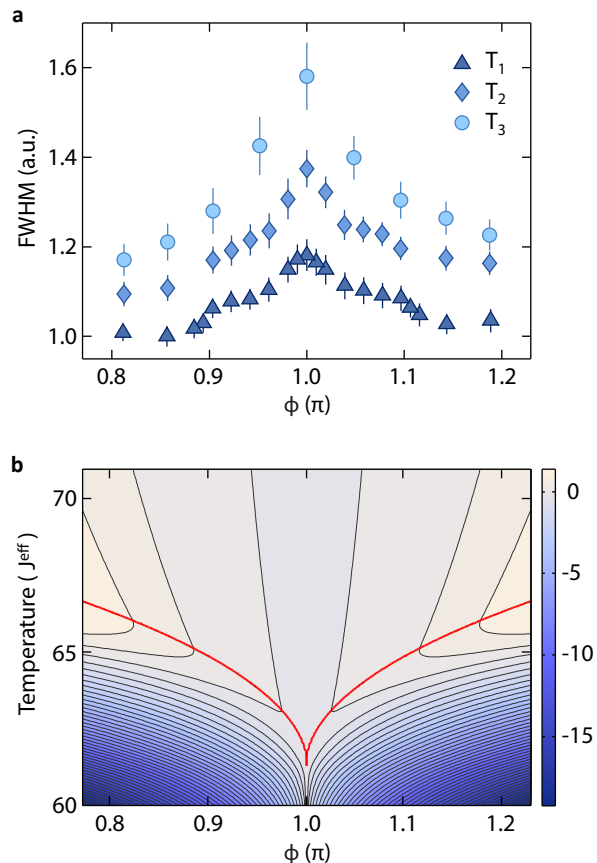 a
1.6
1.4
1.2
1.0
FWHM (a.u.)
T₁
T₂
T₃
0.8 0.9 1.0 1.1 1.2
ϕ (π)
b
70
65
60
Temperature ( Jᵉᶠᶠ)
0
-5
-10
-15
0.8 0.9 1.0 1.1 1.2
ϕ (π)